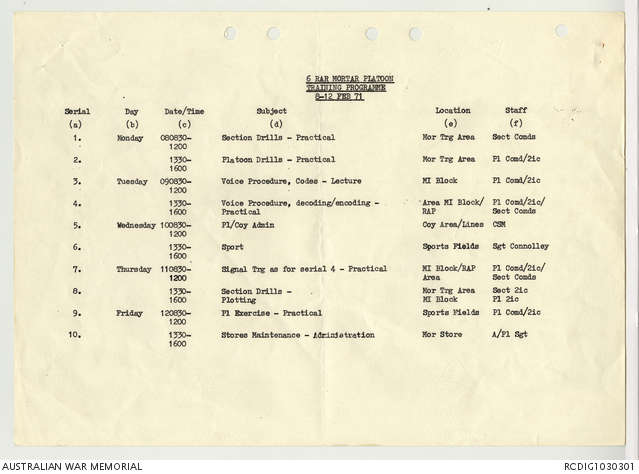 6 RAR MORTAR PLATOON
TRAINING PROGRAMME
8-12 FEB 71
Serial Day Date/Time Subject Location Staff
(a) (b) (c) (d) (e) (f)
1. Monday 080830- Section Drills - Practical Mor Trg Area Sect Comds
1200
2. 1330- Platoon Drills - Practical Mor Trg Area Pl Comd/2ic
1600
3. Tuesday 090830- Voice Procedure, Codes - Lecture MI Block Pl Comd/2ic
1200
4. 1330- Voice Procedure, decoding/encoding - Area MI Block/ Pl Comd/2ic/
1600 Practical RAP Sect Comds
5. Wednesday 100830- Pl/Coy Admin Coy Area/Lines CSM
1200
6. 1330- Sport Sports Fields Sgt Connolley
1600
7. Thursday 110830- Signal Trg as for serial 4 - Practical MI Block/RAP Pl Comd/2ic/
1200 Area Sect Comds
8. 1330- Section Drills - Mor Trg Area Sect 2ic
1600 Plotting MI Block Pl 2ic
9. Friday 120830- Pl Exercise - Practical Sports Fields Pl Comd/2ic
1200
10. 1330- Stores Maintenance - Administration Mor Store A/Pl Sgt
1600
AUSTRALIAN WAR MEMORIAL RCDIG1030301